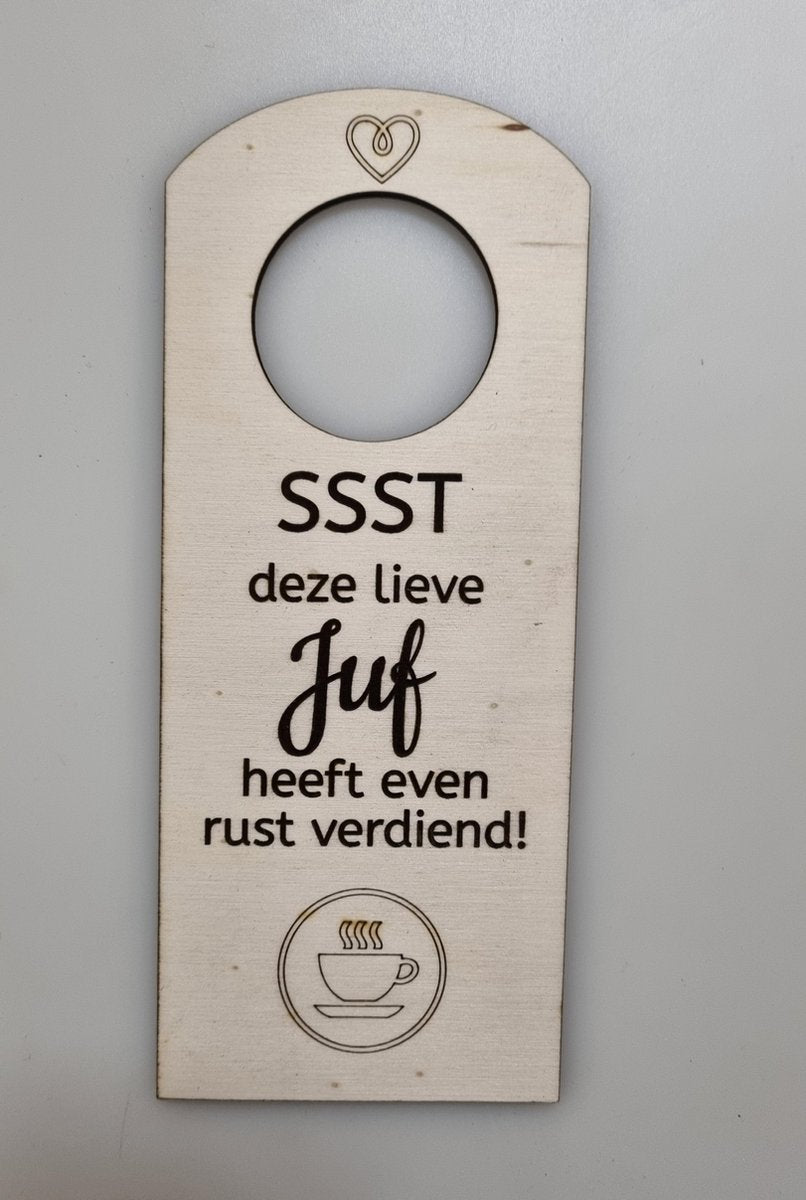 SSST
deze lieve
Juf
heeft even
rust verdiend!